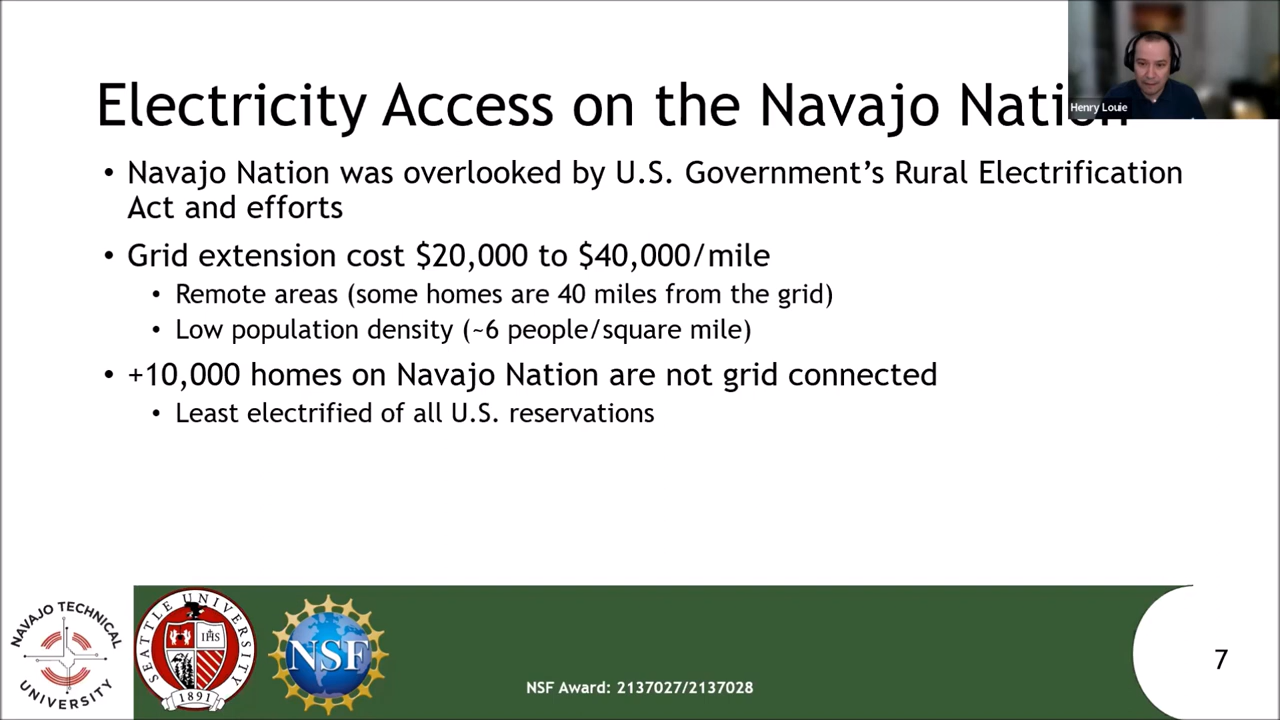 Electricity Access on the Navajo Nation
Henry Louie
• Navajo Nation was overlooked by U.S. Government’s Rural Electrification
Act and efforts
• Grid extension cost $20,000 to $40,000/mile
• Remote areas (some homes are 40 miles from the grid)
• Low population density (~6 people/square mile)
• +10,000 homes on Navajo Nation are not grid connected
• Least electrified of all U.S. reservations
NAVAJO TECHNICAL
UNIVERSITY
SEATTLE UNIVERSITY
IHS
1891
NSF
NSF Award: 2137027/2137028
7